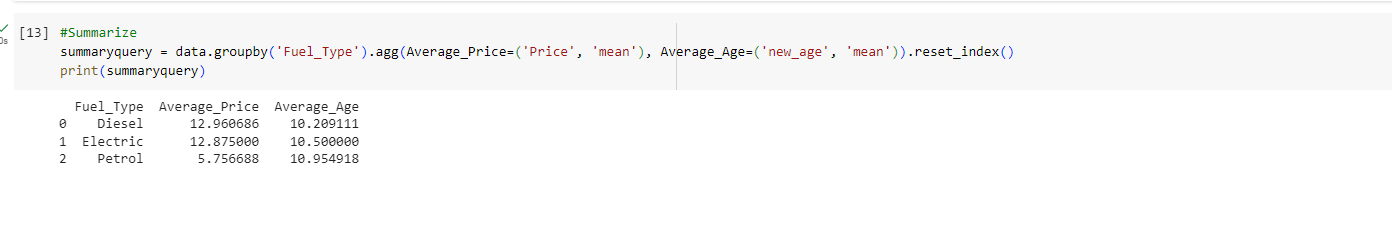 [13] #Summarize
0s
summaryquery = data.groupby('Fuel_Type').agg(Average_Price=('Price', 'mean'), Average_Age=('new_age', 'mean')).reset_index()
print(summaryquery)
Fuel_Type Average_Price Average_Age
0 Diesel 12.960686 10.209111
1 Electric 12.875000 10.500000
2 Petrol 5.756688 10.954918